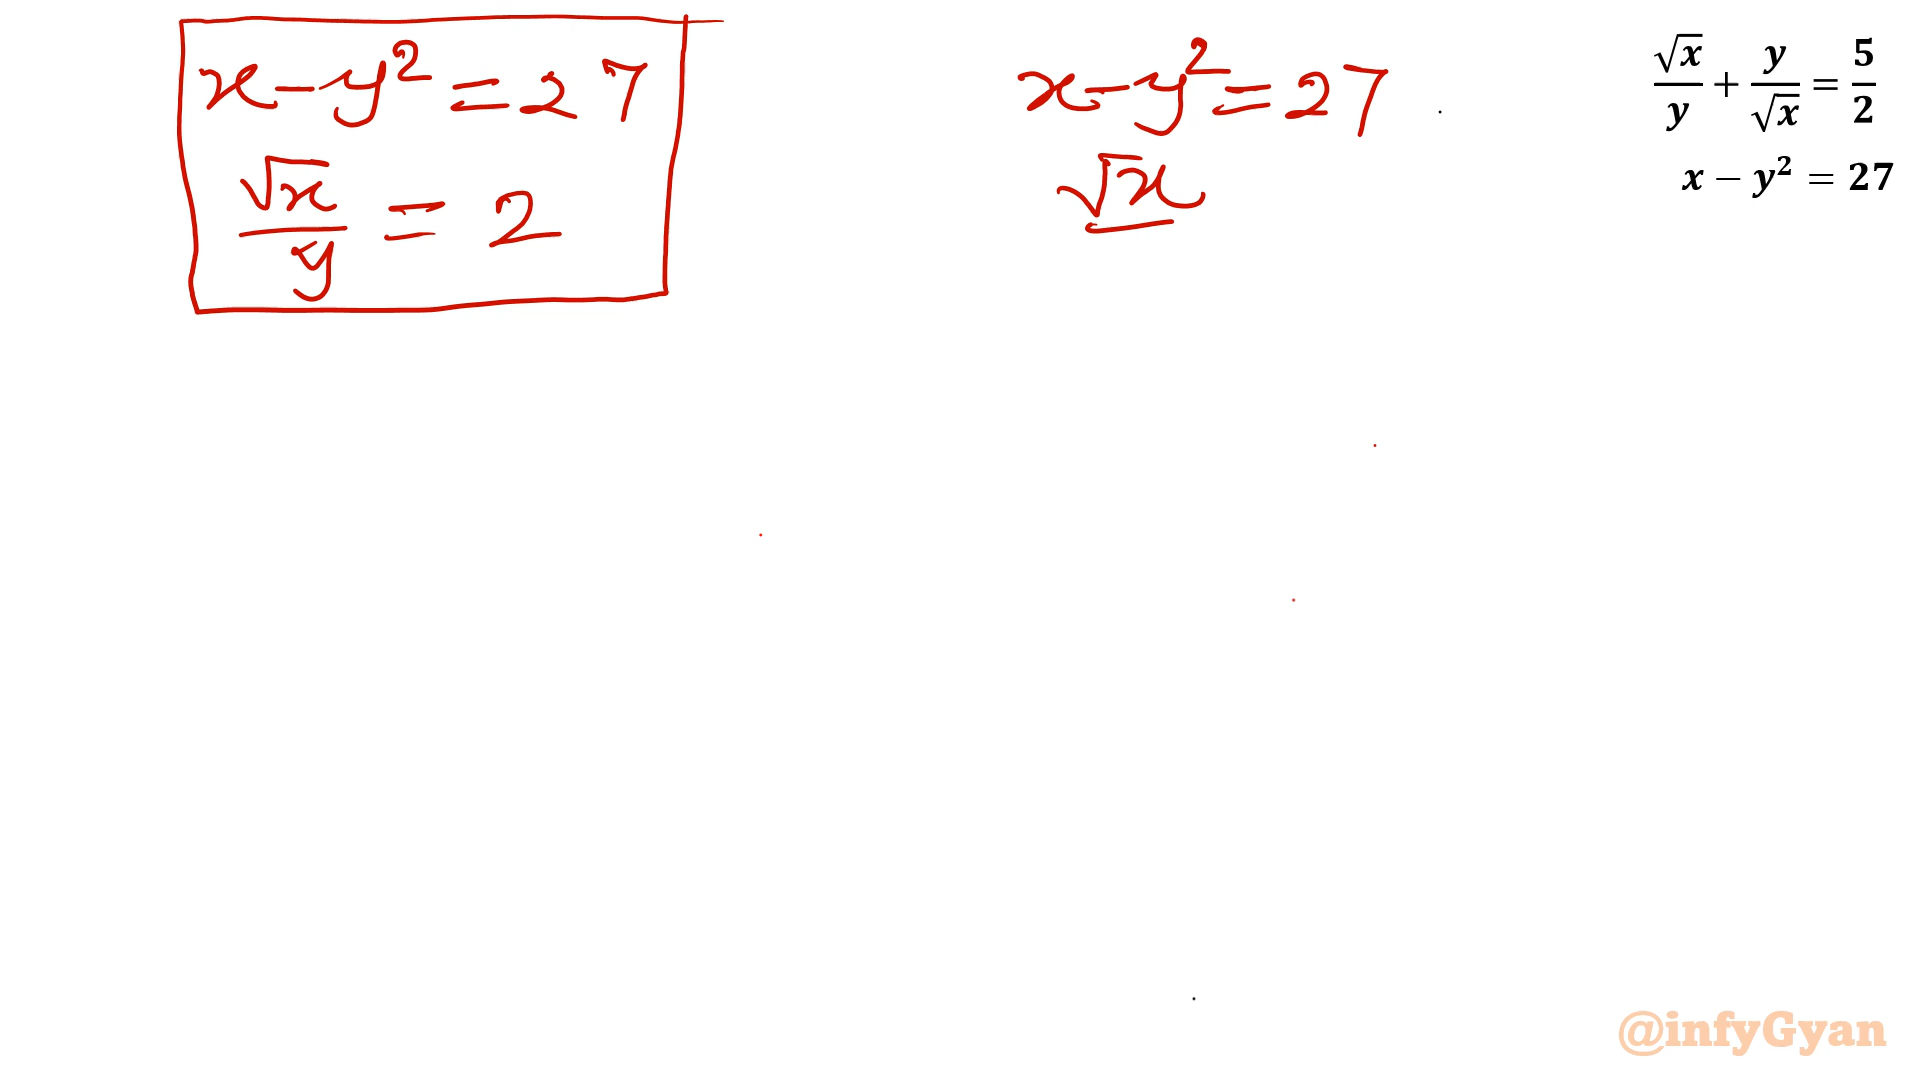 x − y² = 27
√x/y = 2
x − y² = 27
√x
√x/y + y/√x = 5/2
x − y² = 27
@infyGyan